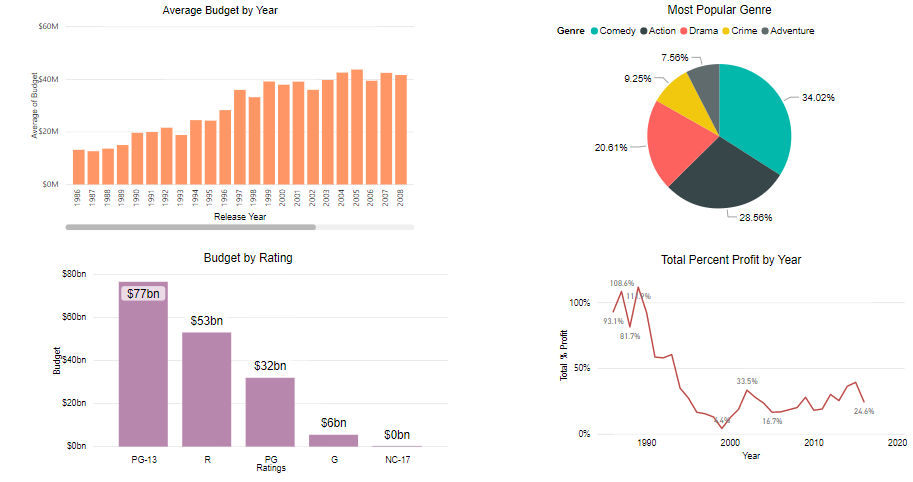 Average Budget by Year
$60M
$40M
$20M
$0M
Average of Budget
1986 1987 1988 1989 1990 1991 1992 1993 1994 1995 1996 1997 1998 1999 2000 2001 2002 2003 2004 2005 2006 2007 2008
Release Year
Most Popular Genre
Genre Comedy Action Drama Crime Adventure
7.56%
9.25%
34.02%
20.61%
28.56%
Budget by Rating
$80bn
$60bn
$40bn
$20bn
$0bn
Budget
$77bn
$53bn
$32bn
$6bn
$0bn
PG-13 R PG G NC-17
Ratings
Total Percent Profit by Year
100%
50%
0%
Total % Profit
108.6%
93.1%
81.7%
33.5%
16.7%
24.6%
1990 2000 2010 2020
Year